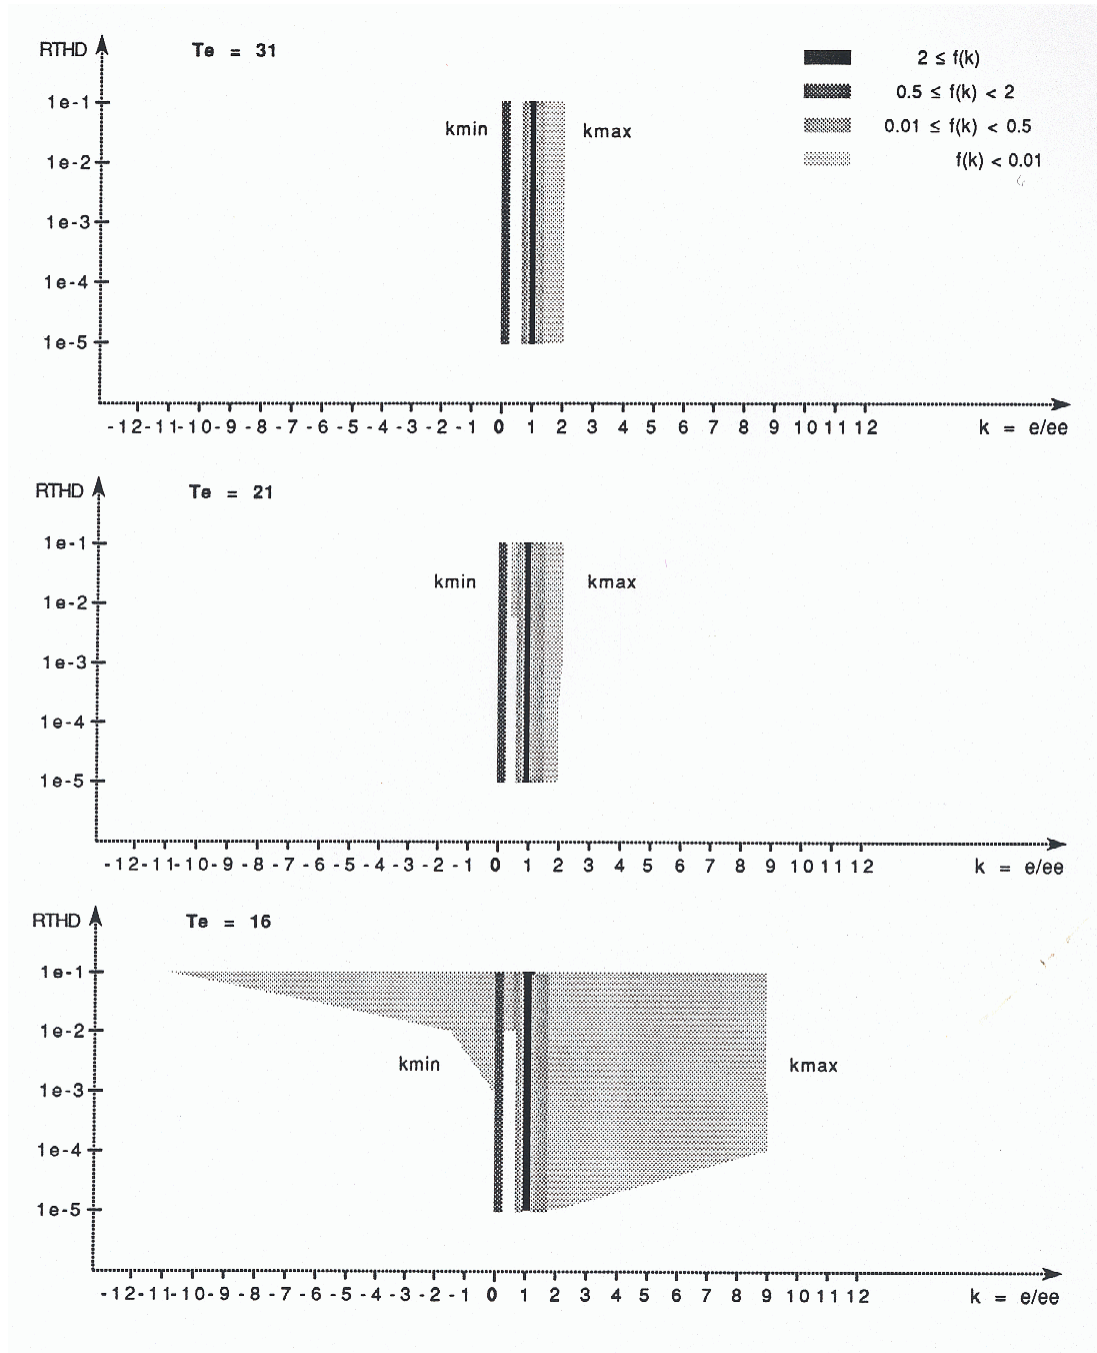 RTHD Te = 31
2 ≤ f(k)
0.5 ≤ f(k) < 2
0.01 ≤ f(k) < 0.5
f(k) < 0.01
1e-1
kmin kmax
1e-2
1e-3
1e-4
1e-5
-12-11-10-9 -8 -7 -6 -5 -4 -3 -2 -1 0 1 2 3 4 5 6 7 8 9 10 11 12 k = e/ee
RTHD Te = 21
1e-1
kmin kmax
1e-2
1e-3
1e-4
1e-5
-12-11-10-9 -8 -7 -6 -5 -4 -3 -2 -1 0 1 2 3 4 5 6 7 8 9 10 11 12 k = e/ee
RTHD Te = 16
1e-1
1e-2
kmin kmax
1e-3
1e-4
1e-5
-12-11-10-9 -8 -7 -6 -5 -4 -3 -2 -1 0 1 2 3 4 5 6 7 8 9 10 11 12 k = e/ee